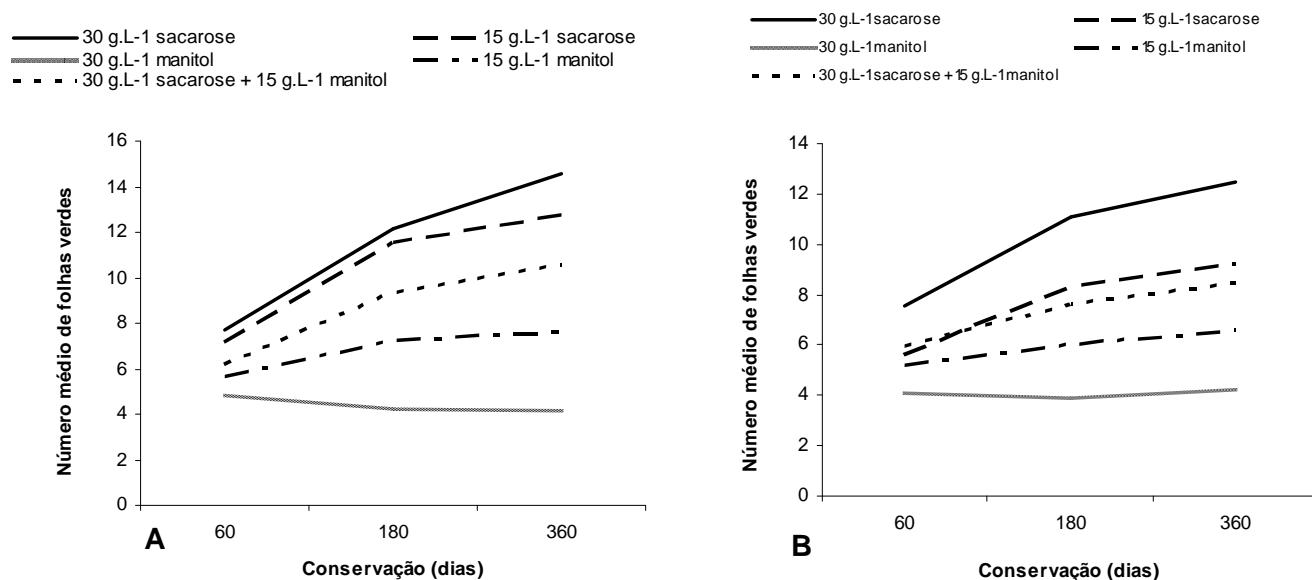 30 g.L-1 sacarose
15 g.L-1 sacarose
30 g.L-1 manitol
15 g.L-1 manitol
30 g.L-1 sacarose + 15 g.L-1 manitol
Número médio de folhas verdes
16
14
12
10
8
6
4
2
0
60
180
360
A
Conservação (dias)
30 g.L-1sacarose
15 g.L-1sacarose
30 g.L-1manitol
15 g.L-1manitol
30 g.L-1sacarose +15 g.L-1manitol
Número médio de folhas verdes
14
12
10
8
6
4
2
0
60
180
360
B
Conservação (dias)